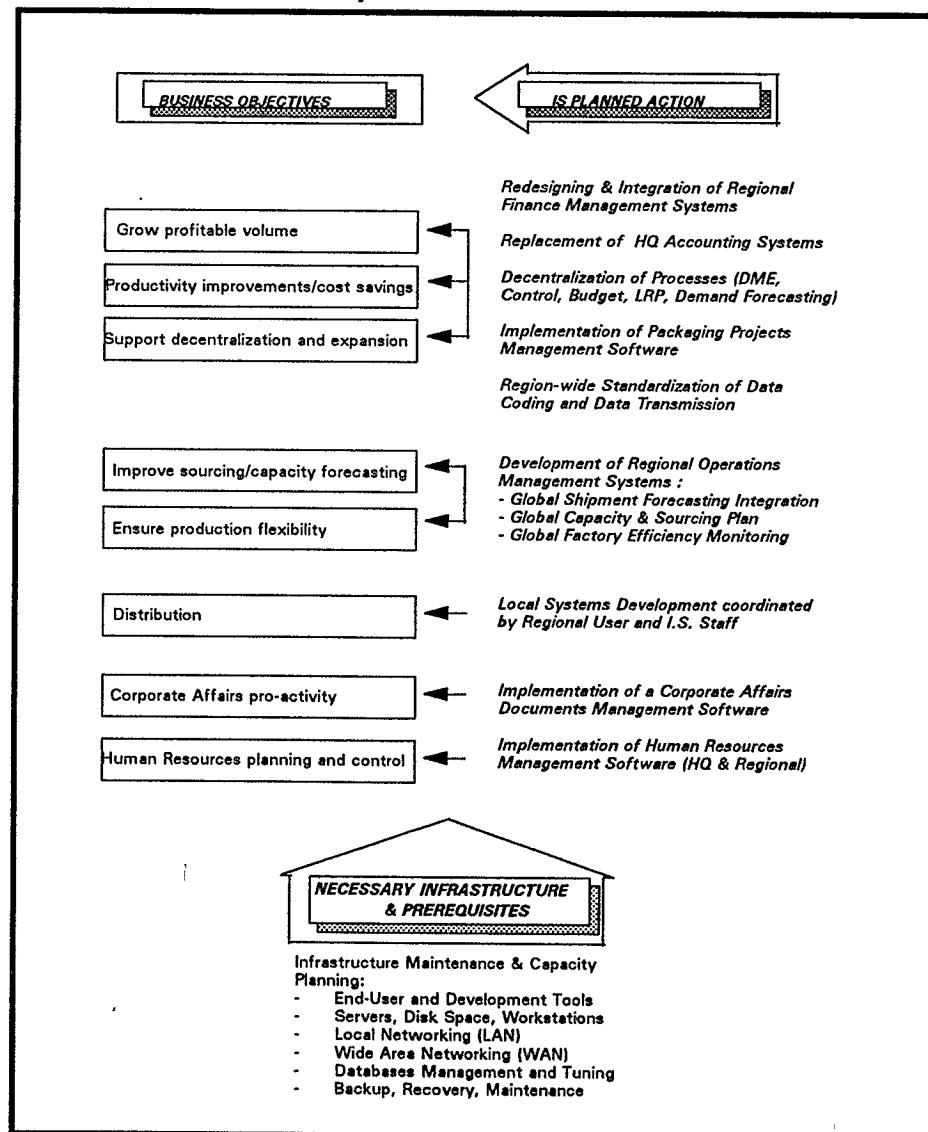 BUSINESS OBJECTIVES
IS PLANNED ACTION
Grow profitable volume
Productivity improvements/cost savings
Support decentralization and expansion
Redesigning & Integration of Regional
Finance Management Systems
Replacement of HQ Accounting Systems
Decentralization of Processes (DME,
Control, Budget, LRP, Demand Forecasting)
Implementation of Packaging Projects
Management Software
Region-wide Standardization of Data
Coding and Data Transmission
Improve sourcing/capacity forecasting
Ensure production flexibility
Development of Regional Operations
Management Systems :
- Global Shipment Forecasting Integration
- Global Capacity & Sourcing Plan
- Global Factory Efficiency Monitoring
Distribution
Local Systems Development coordinated
by Regional User and I.S. Staff
Corporate Affairs pro-activity
Implementation of a Corporate Affairs
Documents Management Software
Human Resources planning and control
Implementation of Human Resources
Management Software (HQ & Regional)
NECESSARY INFRASTRUCTURE
& PREREQUISITES
Infrastructure Maintenance & Capacity
Planning:
- End-User and Development Tools
- Servers, Disk Space, Workstations
- Local Networking (LAN)
- Wide Area Networking (WAN)
- Databases Management and Tuning
- Backup, Recovery, Maintenance